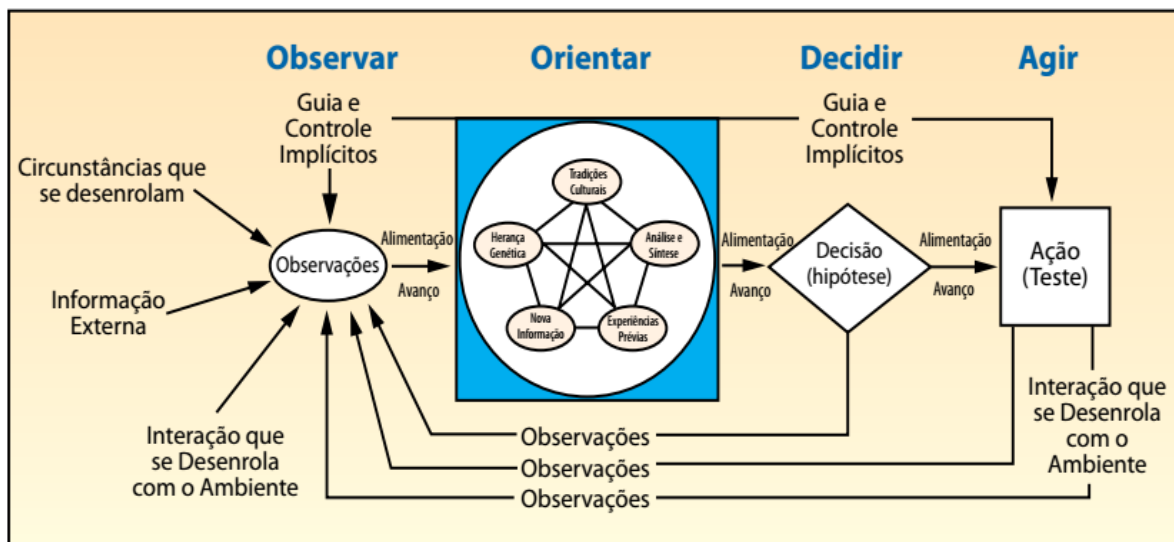 Observar
Orientar
Decidir
Agir
Guia e
Controle
Implícitos
Guia e
Controle
Implícitos
Circunstâncias que
se desenrolam
Tradições
Culturais
Herança
Genética
Análise e
Síntese
Nova
Informação
Experiências
Prévias
Observações
Alimentação
Avanço
Alimentação
Avanço
Decisão
(hipótese)
Alimentação
Avanço
Ação
(Teste)
Informação
Externa
Interação que
se Desenrola
com o Ambiente
Observações
Observações
Observações
Interação que
se Desenrola
com o
Ambiente